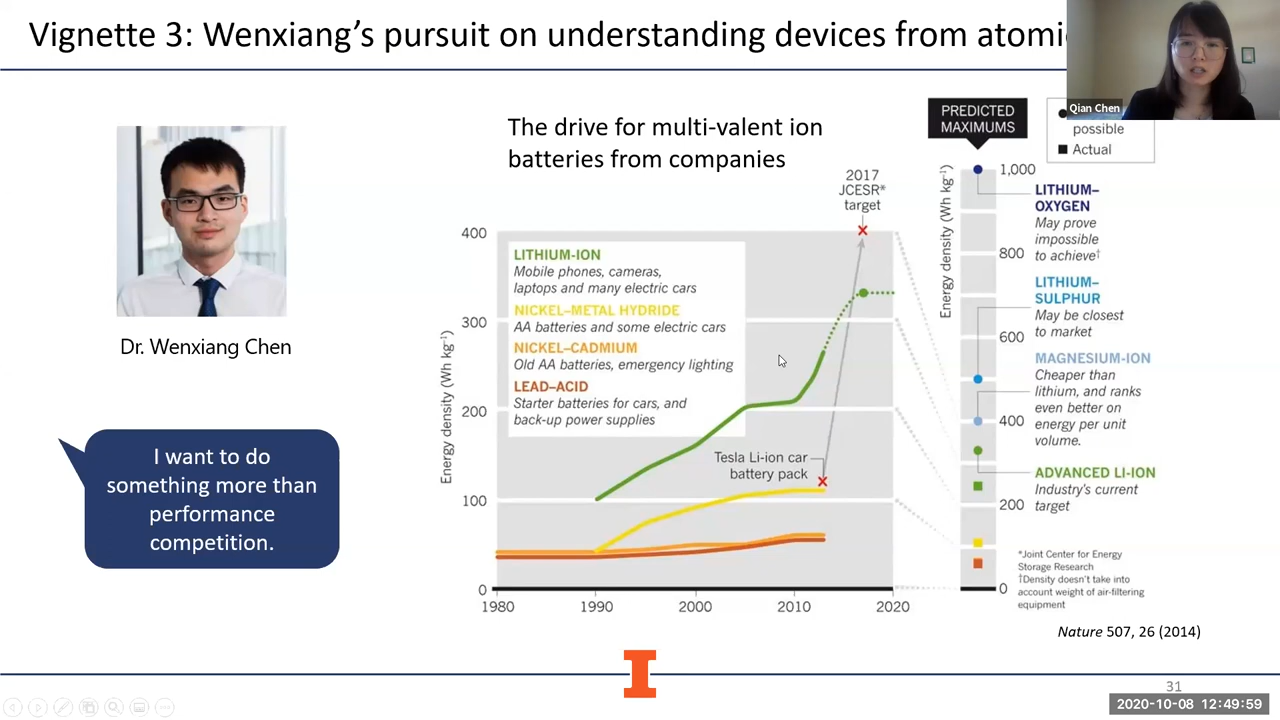 Vignette 3: Wenxiang's pursuit on understanding devices from atomi
Qian Chen
The drive for multi-valent ion
batteries from companies
Dr. Wenxiang Chen
I want to do
something more than
performance
competition.
Energy density (Wh kg⁻¹)
400
300
200
100
0
1980
1990
2000
2010
2020
LITHIUM-ION
Mobile phones, cameras,
laptops and many electric cars
NICKEL–METAL HYDRIDE
AA batteries and some electric cars
NICKEL–CADMIUM
Old AA batteries, emergency lighting
LEAD–ACID
Starter batteries for cars, and
back-up power supplies
2017
JCESR*
target
Tesla Li-ion car
battery pack
PREDICTED
MAXIMUMS
possible
Actual
Energy density (Wh kg⁻¹)
1,000
800
600
400
200
0
LITHIUM–
OXYGEN
May prove
impossible
to achieve†
LITHIUM–
SULPHUR
May be closest
to market
MAGNESIUM-ION
Cheaper than
lithium, and ranks
even better on
energy per unit
volume.
ADVANCED LI-ION
Industry's current
target
*Joint Center for Energy
Storage Research
†Density doesn't take into
account weight of air-filtering
equipment
Nature 507, 26 (2014)
I
31
2020-10-08 12:49:59